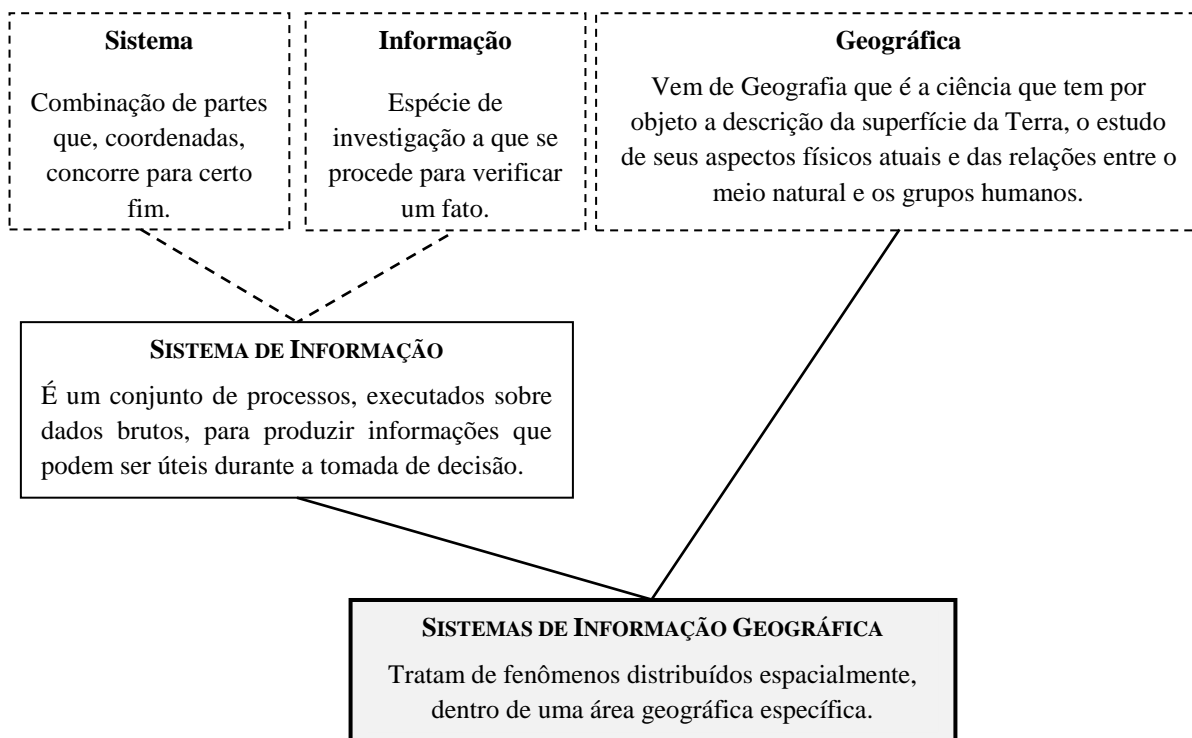 Sistema
Combinação de partes
que, coordenadas,
concorre para certo
fim.
Informação
Espécie de
investigação a que se
procede para verificar
um fato.
Geográfica
Vem de Geografia que é a ciência que tem por
objeto a descrição da superfície da Terra, o estudo
de seus aspectos físicos atuais e das relações entre o
meio natural e os grupos humanos.
SISTEMA DE INFORMAÇÃO
É um conjunto de processos, executados sobre
dados brutos, para produzir informações que
podem ser úteis durante a tomada de decisão.
SISTEMAS DE INFORMAÇÃO GEOGRÁFICA
Tratam de fenômenos distribuídos espacialmente,
dentro de uma área geográfica específica.